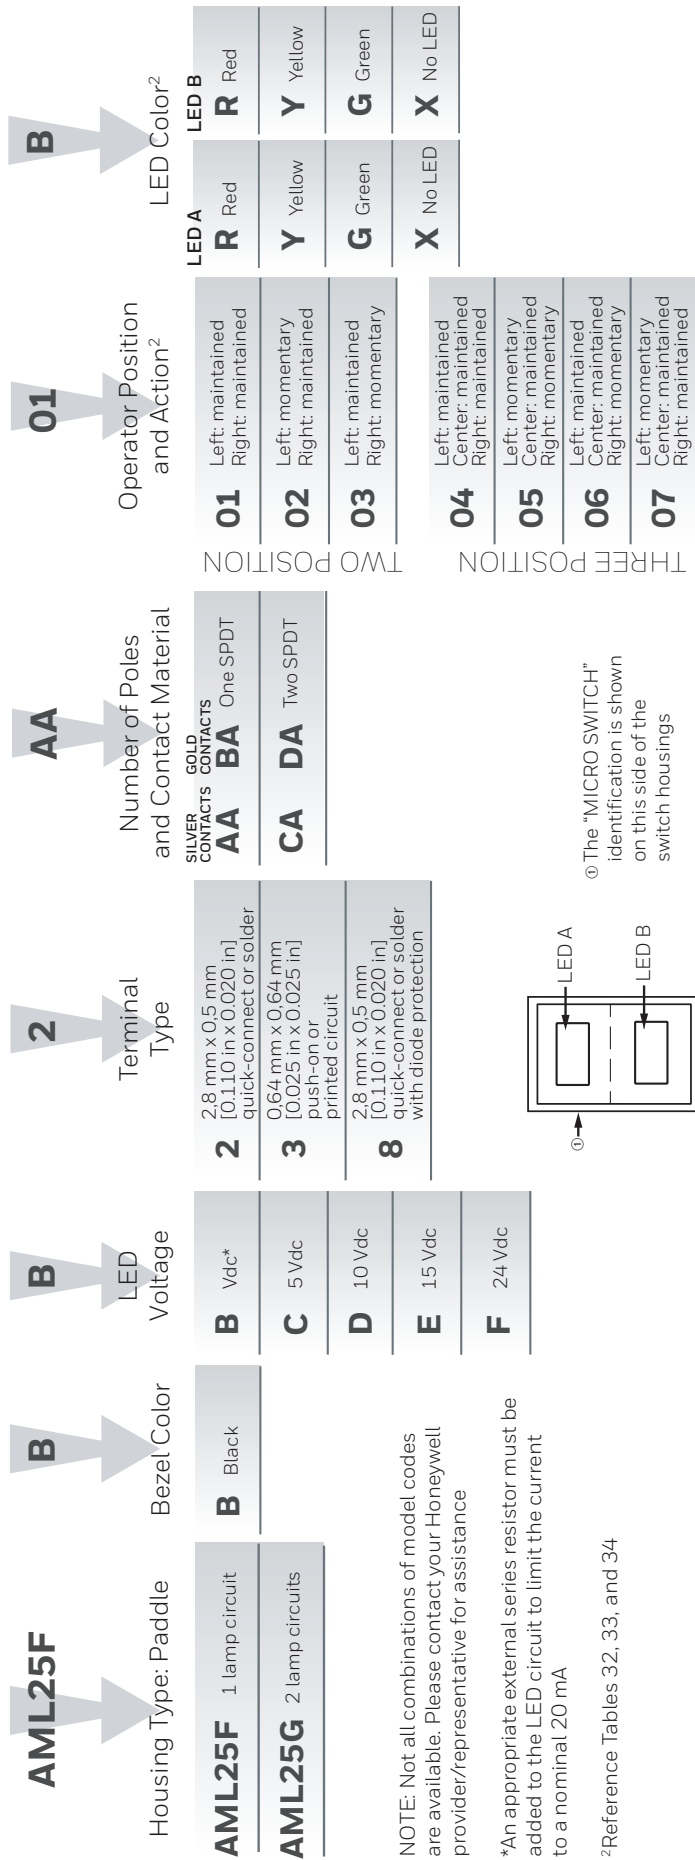 AML25F
B
B
2
AA
01
B
Housing Type: Paddle
AML25F 1 lamp circuit
AML25G 2 lamp circuits
Bezel Color
B Black
LED
Voltage
B Vdc*
C 5 Vdc
D 10 Vdc
E 15 Vdc
F 24 Vdc
Terminal
Type
2 2,8 mm x 0,5 mm
[0.110 in x 0.020 in]
quick-connect or solder
3 0,64 mm x 0,64 mm
[0.025 in x 0.025 in]
push-on or
printed circuit
8 2,8 mm x 0,5 mm
[0.110 in x 0.020 in]
quick-connect or solder
with diode protection
Number of Poles
and Contact Material
SILVER CONTACTS
GOLD CONTACTS
AA BA One SPDT
CA DA Two SPDT
Operator Position
and Action²
TWO POSITION
01 Left: maintained
Right: maintained
02 Left: momentary
Right: maintained
03 Left: maintained
Right: momentary
THREE POSITION
04 Left: maintained
Center: maintained
Right: maintained
05 Left: momentary
Center: maintained
Right: momentary
06 Left: maintained
Center: maintained
Right: momentary
07 Left: momentary
Center: maintained
Right: maintained
LED Color²
LED A
LED B
R Red R Red
Y Yellow Y Yellow
G Green G Green
X No LED X No LED
NOTE: Not all combinations of model codes
are available. Please contact your Honeywell
provider/representative for assistance
*An appropriate external series resistor must be
added to the LED circuit to limit the current
to a nominal 20 mA
²Reference Tables 32, 33, and 34
①
LED A
LED B
① The “MICRO SWITCH”
identification is shown
on this side of the
switch housings